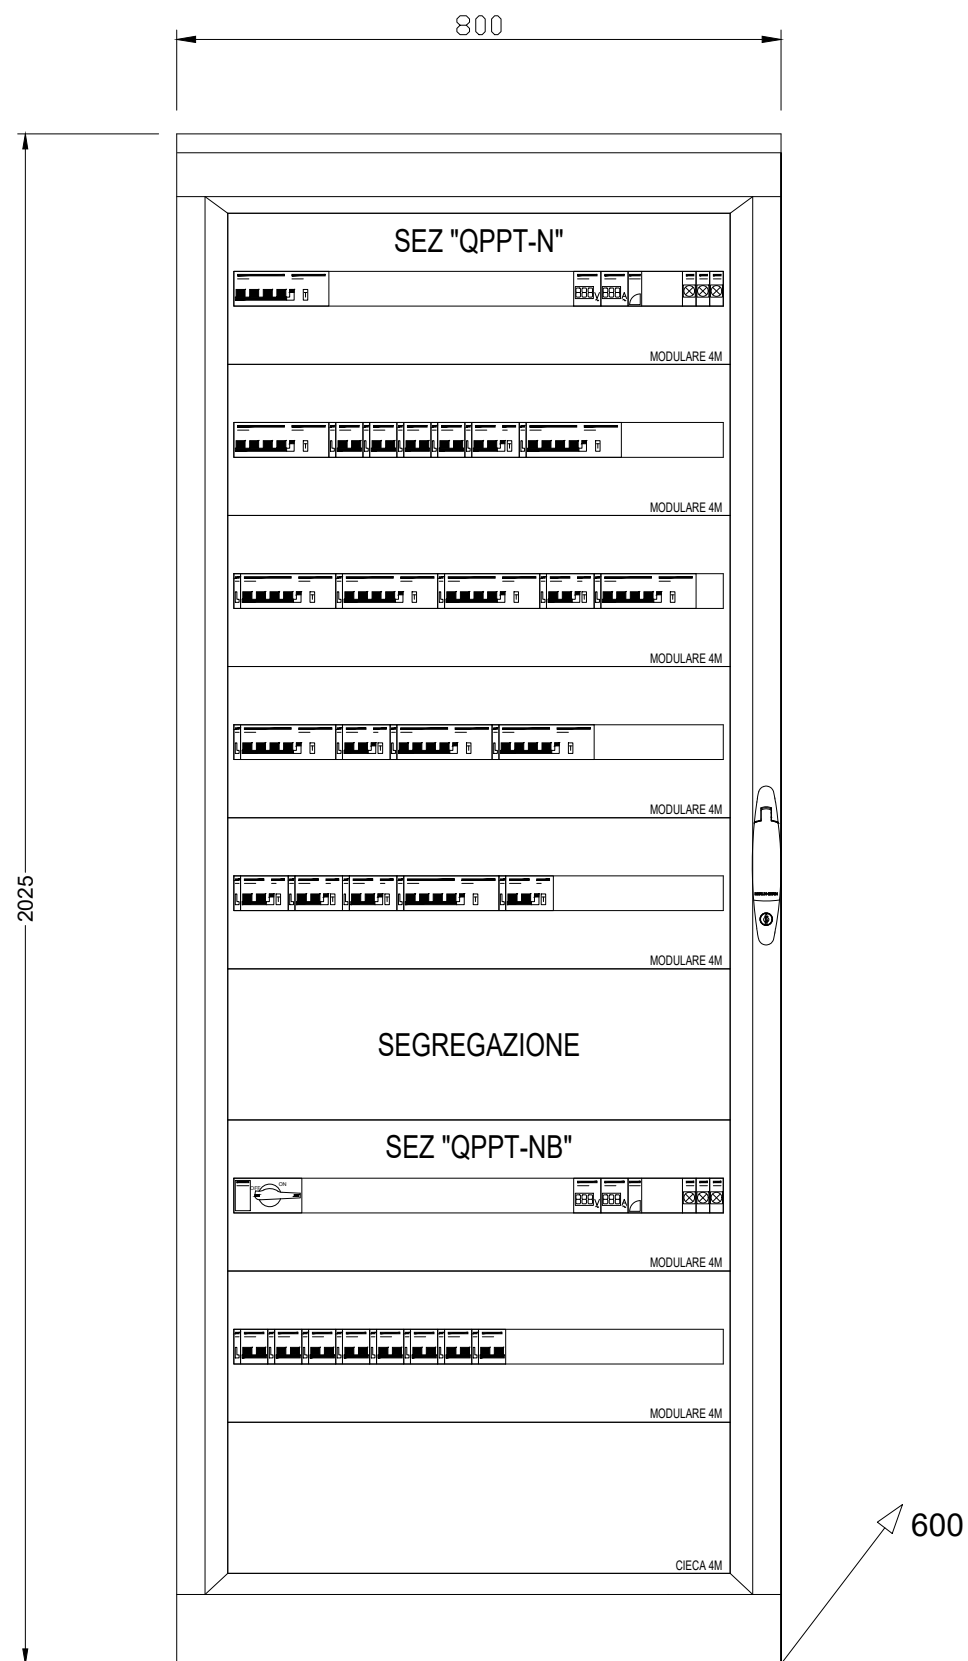 800
SEZ "QPPT-N"
MODULARE 4M
MODULARE 4M
MODULARE 4M
MODULARE 4M
2025
MODULARE 4M
SEGREGAZIONE
SEZ "QPPT-NB"
OFF
ON
MODULARE 4M
MODULARE 4M
600
CIECA 4M